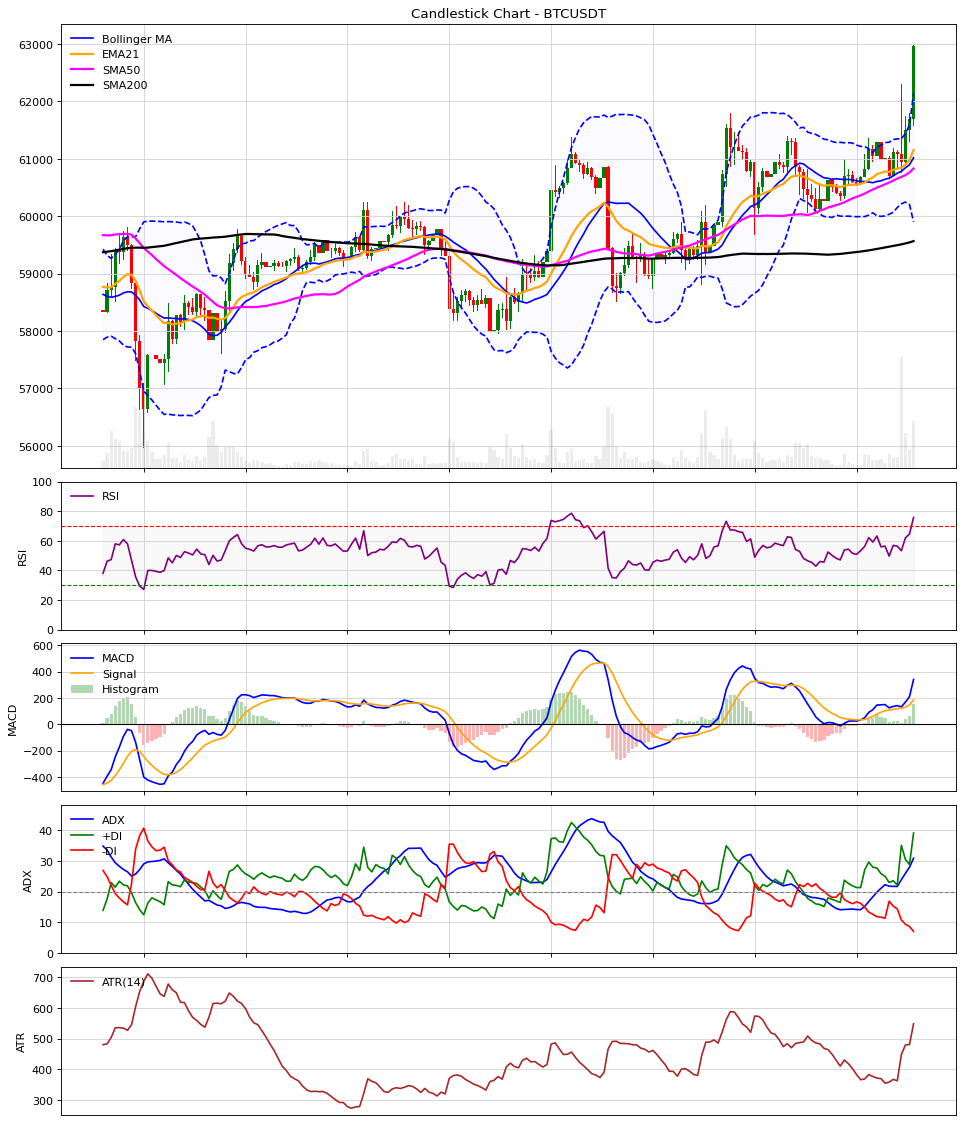 Candlestick Chart - BTCUSDT
63000
62000
61000
60000
59000
58000
57000
56000
Bollinger MA
EMA21
SMA50
SMA200
100
80
60
40
20
0
RSI
RSI
600
400
200
0
−200
−400
MACD
MACD
Signal
Histogram
40
30
20
10
0
ADX
ADX
+DI
-DI
700
600
500
400
300
ATR
ATR(14)